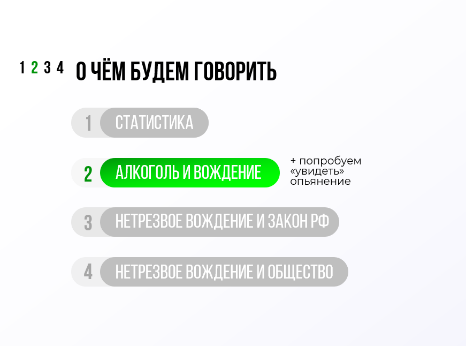 1 2 3 4 О ЧЁМ БУДЕМ ГОВОРИТЬ
1 СТАТИСТИКА
2 АЛКОГОЛЬ И ВОЖДЕНИЕ
+ попробуем
«увидеть»
опьянение
3 НЕТРЕЗВОЕ ВОЖДЕНИЕ И ЗАКОН РФ
4 НЕТРЕЗВОЕ ВОЖДЕНИЕ И ОБЩЕСТВО